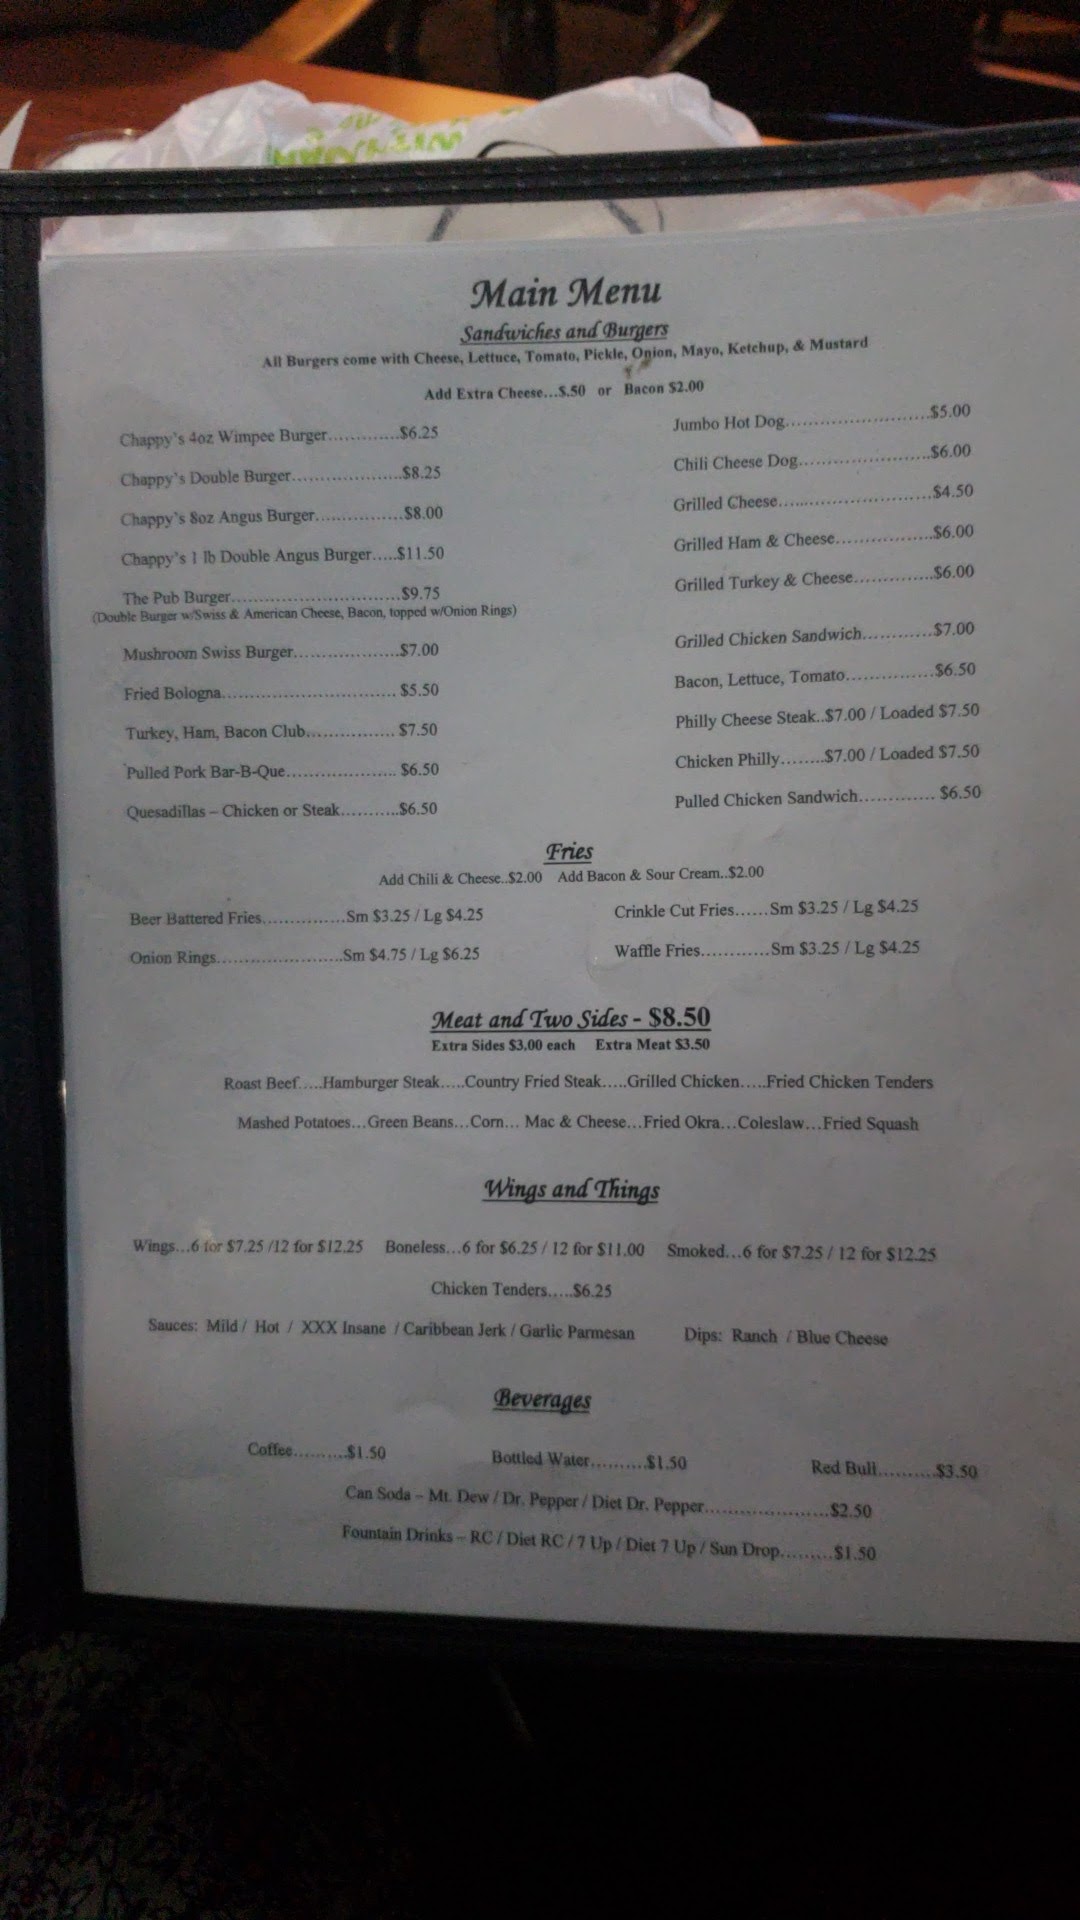 Main Menu
Sandwiches and Burgers
All Burgers come with Cheese, Lettuce, Tomato, Pickle, Onion, Mayo, Ketchup, & Mustard
Add Extra Cheese...$.50 or Bacon $2.00
Chappy's 4oz Wimpee Burger............$6.25
Chappy's Double Burger...................$8.25
Chappy's 8oz Angus Burger...............$8.00
Chappy's 1 lb Double Angus Burger.....$11.50
The Pub Burger.............................$9.75
(Double Burger w/Swiss & American Cheese, Bacon, topped w/Onion Rings)
Mushroom Swiss Burger..................$7.00
Fried Bologna.............................. $5.50
Turkey, Ham, Bacon Club............... $7.50
Pulled Pork Bar-B-Que................... $6.50
Quesadillas – Chicken or Steak..........$6.50
Jumbo Hot Dog.........................$5.00
Chili Cheese Dog.......................$6.00
Grilled Cheese...........................$4.50
Grilled Ham & Cheese.................$6.00
Grilled Turkey & Cheese..............$6.00
Grilled Chicken Sandwich............$7.00
Bacon, Lettuce, Tomato...............$6.50
Philly Cheese Steak..$7.00 / Loaded $7.50
Chicken Philly........$7.00 / Loaded $7.50
Pulled Chicken Sandwich............. $6.50
Fries
Add Chili & Cheese..$2.00 Add Bacon & Sour Cream..$2.00
Beer Battered Fries..............Sm $3.25 / Lg $4.25
Onion Rings......................Sm $4.75 / Lg $6.25
Crinkle Cut Fries......Sm $3.25 / Lg $4.25
Waffle Fries............Sm $3.25 / Lg $4.25
Meat and Two Sides - $8.50
Extra Sides $3.00 each Extra Meat $3.50
Roast Beef.....Hamburger Steak.....Country Fried Steak.....Grilled Chicken.....Fried Chicken Tenders
Mashed Potatoes...Green Beans...Corn... Mac & Cheese...Fried Okra...Coleslaw...Fried Squash
Wings and Things
Wings...6 for $7.25 /12 for $12.25 Boneless...6 for $6.25 / 12 for $11.00 Smoked...6 for $7.25 / 12 for $12.25
Chicken Tenders.....$6.25
Sauces: Mild / Hot / XXX Insane / Caribbean Jerk / Garlic Parmesan Dips: Ranch / Blue Cheese
Beverages
Coffee..........$1.50 Bottled Water..........$1.50 Red Bull..........$3.50
Can Soda – Mt. Dew / Dr. Pepper / Diet Dr. Pepper......................$2.50
Fountain Drinks – RC / Diet RC / 7 Up / Diet 7 Up / Sun Drop.........$1.50